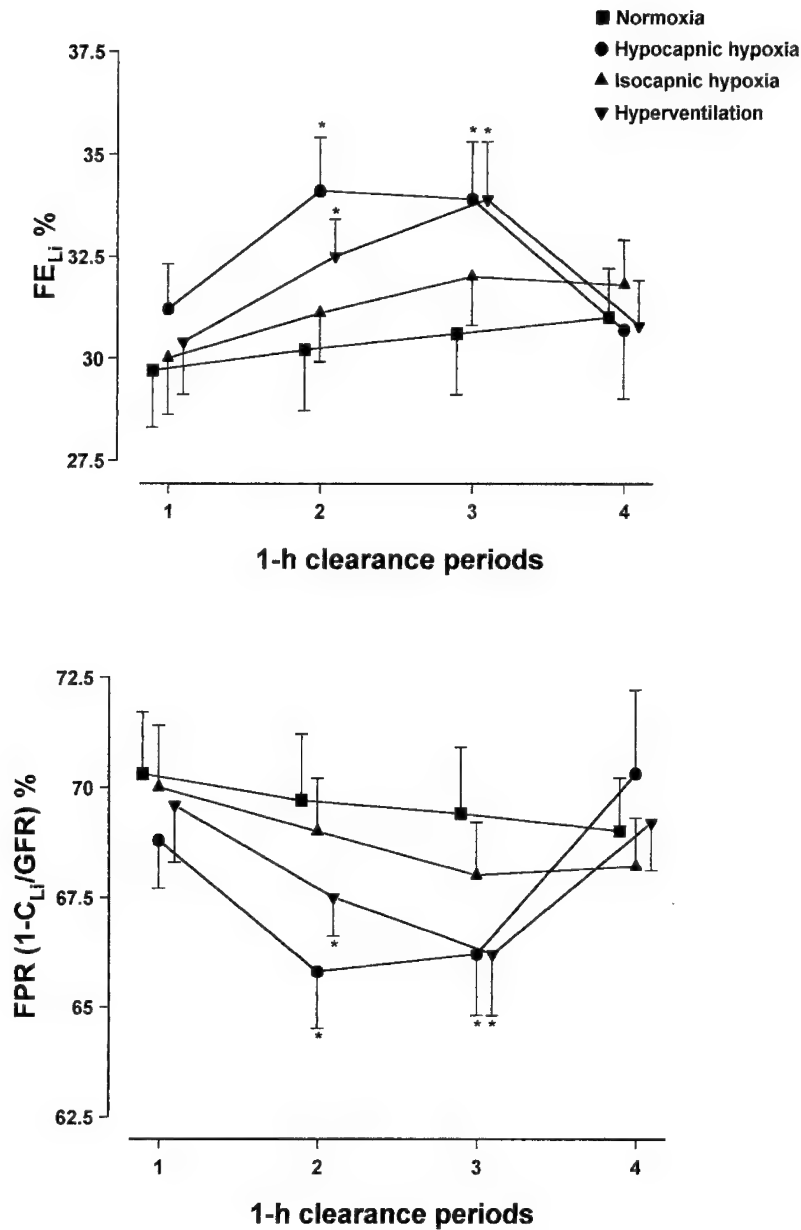 Normoxia
Hypocapnic hypoxia
Isocapnic hypoxia
Hyperventilation
37.5
35
32.5
30
27.5
FELi %
* * * *
1 2 3 4
1-h clearance periods
72.5
70
67.5
65
62.5
FPR (1-CLi/GFR) %
* * * *
1 2 3 4
1-h clearance periods